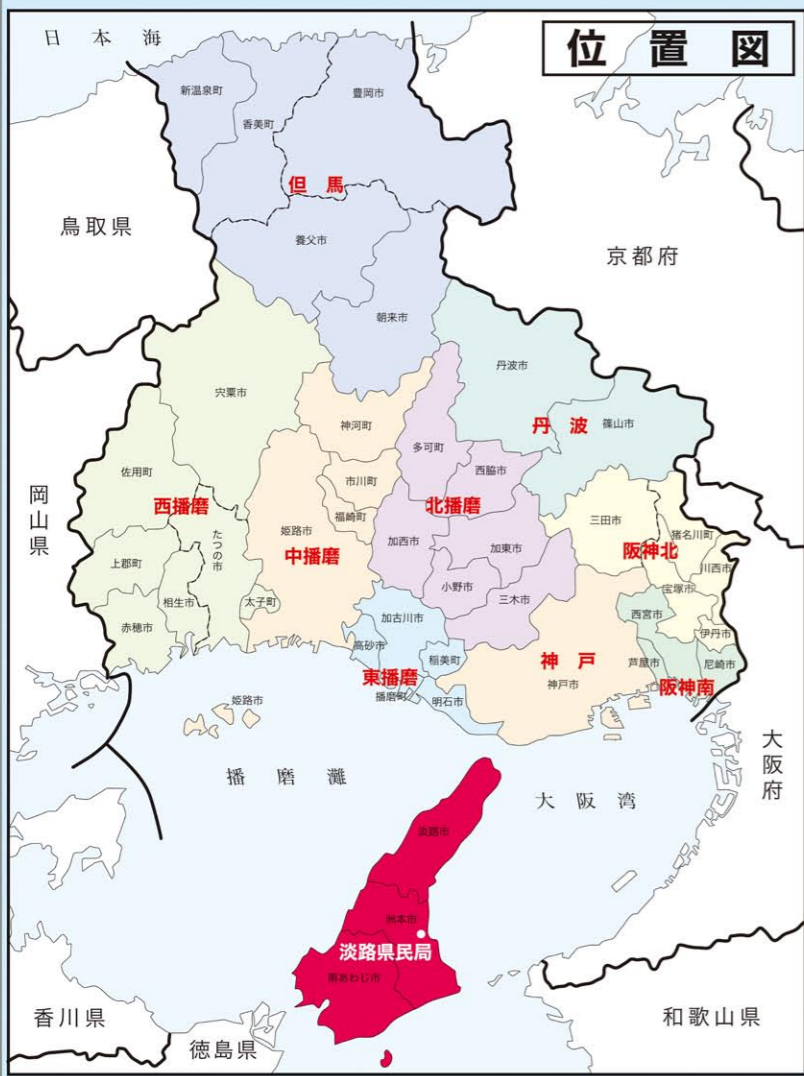 位置図
日本海
新温泉町
香美町
豊岡市
但馬
鳥取県
養父市
京都府
朝来市
宍粟市
丹波市
神河町
丹波
篠山市
多可町
佐用町
市川町
西脇市
岡山県
西播磨
たつの市
福崎町
姫路市
北播磨
三田市
猪名川町
中播磨
加西市
加東市
阪神北
上郡町
川西市
小野市
宝塚市
相生市
太子町
三木市
西宮市
赤穂市
加古川市
伊丹市
高砂市
稲美町
神戸
芦屋市
尼崎市
東播磨
神戸市
阪神南
播磨町
明石市
姫路市
大阪府
播磨灘
大阪湾
淡路市
洲本市
淡路県民局
南あわじ市
香川県
徳島県
和歌山県